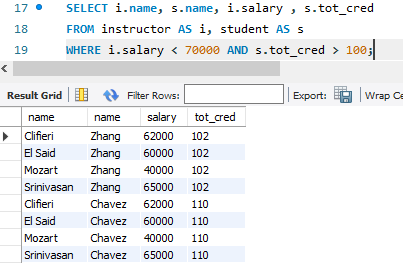 17 SELECT i.name, s.name, i.salary , s.tot_cred
18 FROM instructor AS i, student AS s
19 WHERE i.salary < 70000 AND s.tot_cred > 100;
Result Grid Filter Rows: Export: Wrap Ce
name name salary tot_cred
Clifieri Zhang 62000 102
El Said Zhang 60000 102
Mozart Zhang 40000 102
Srinivasan Zhang 65000 102
Clifieri Chavez 62000 110
El Said Chavez 60000 110
Mozart Chavez 40000 110
Srinivasan Chavez 65000 110